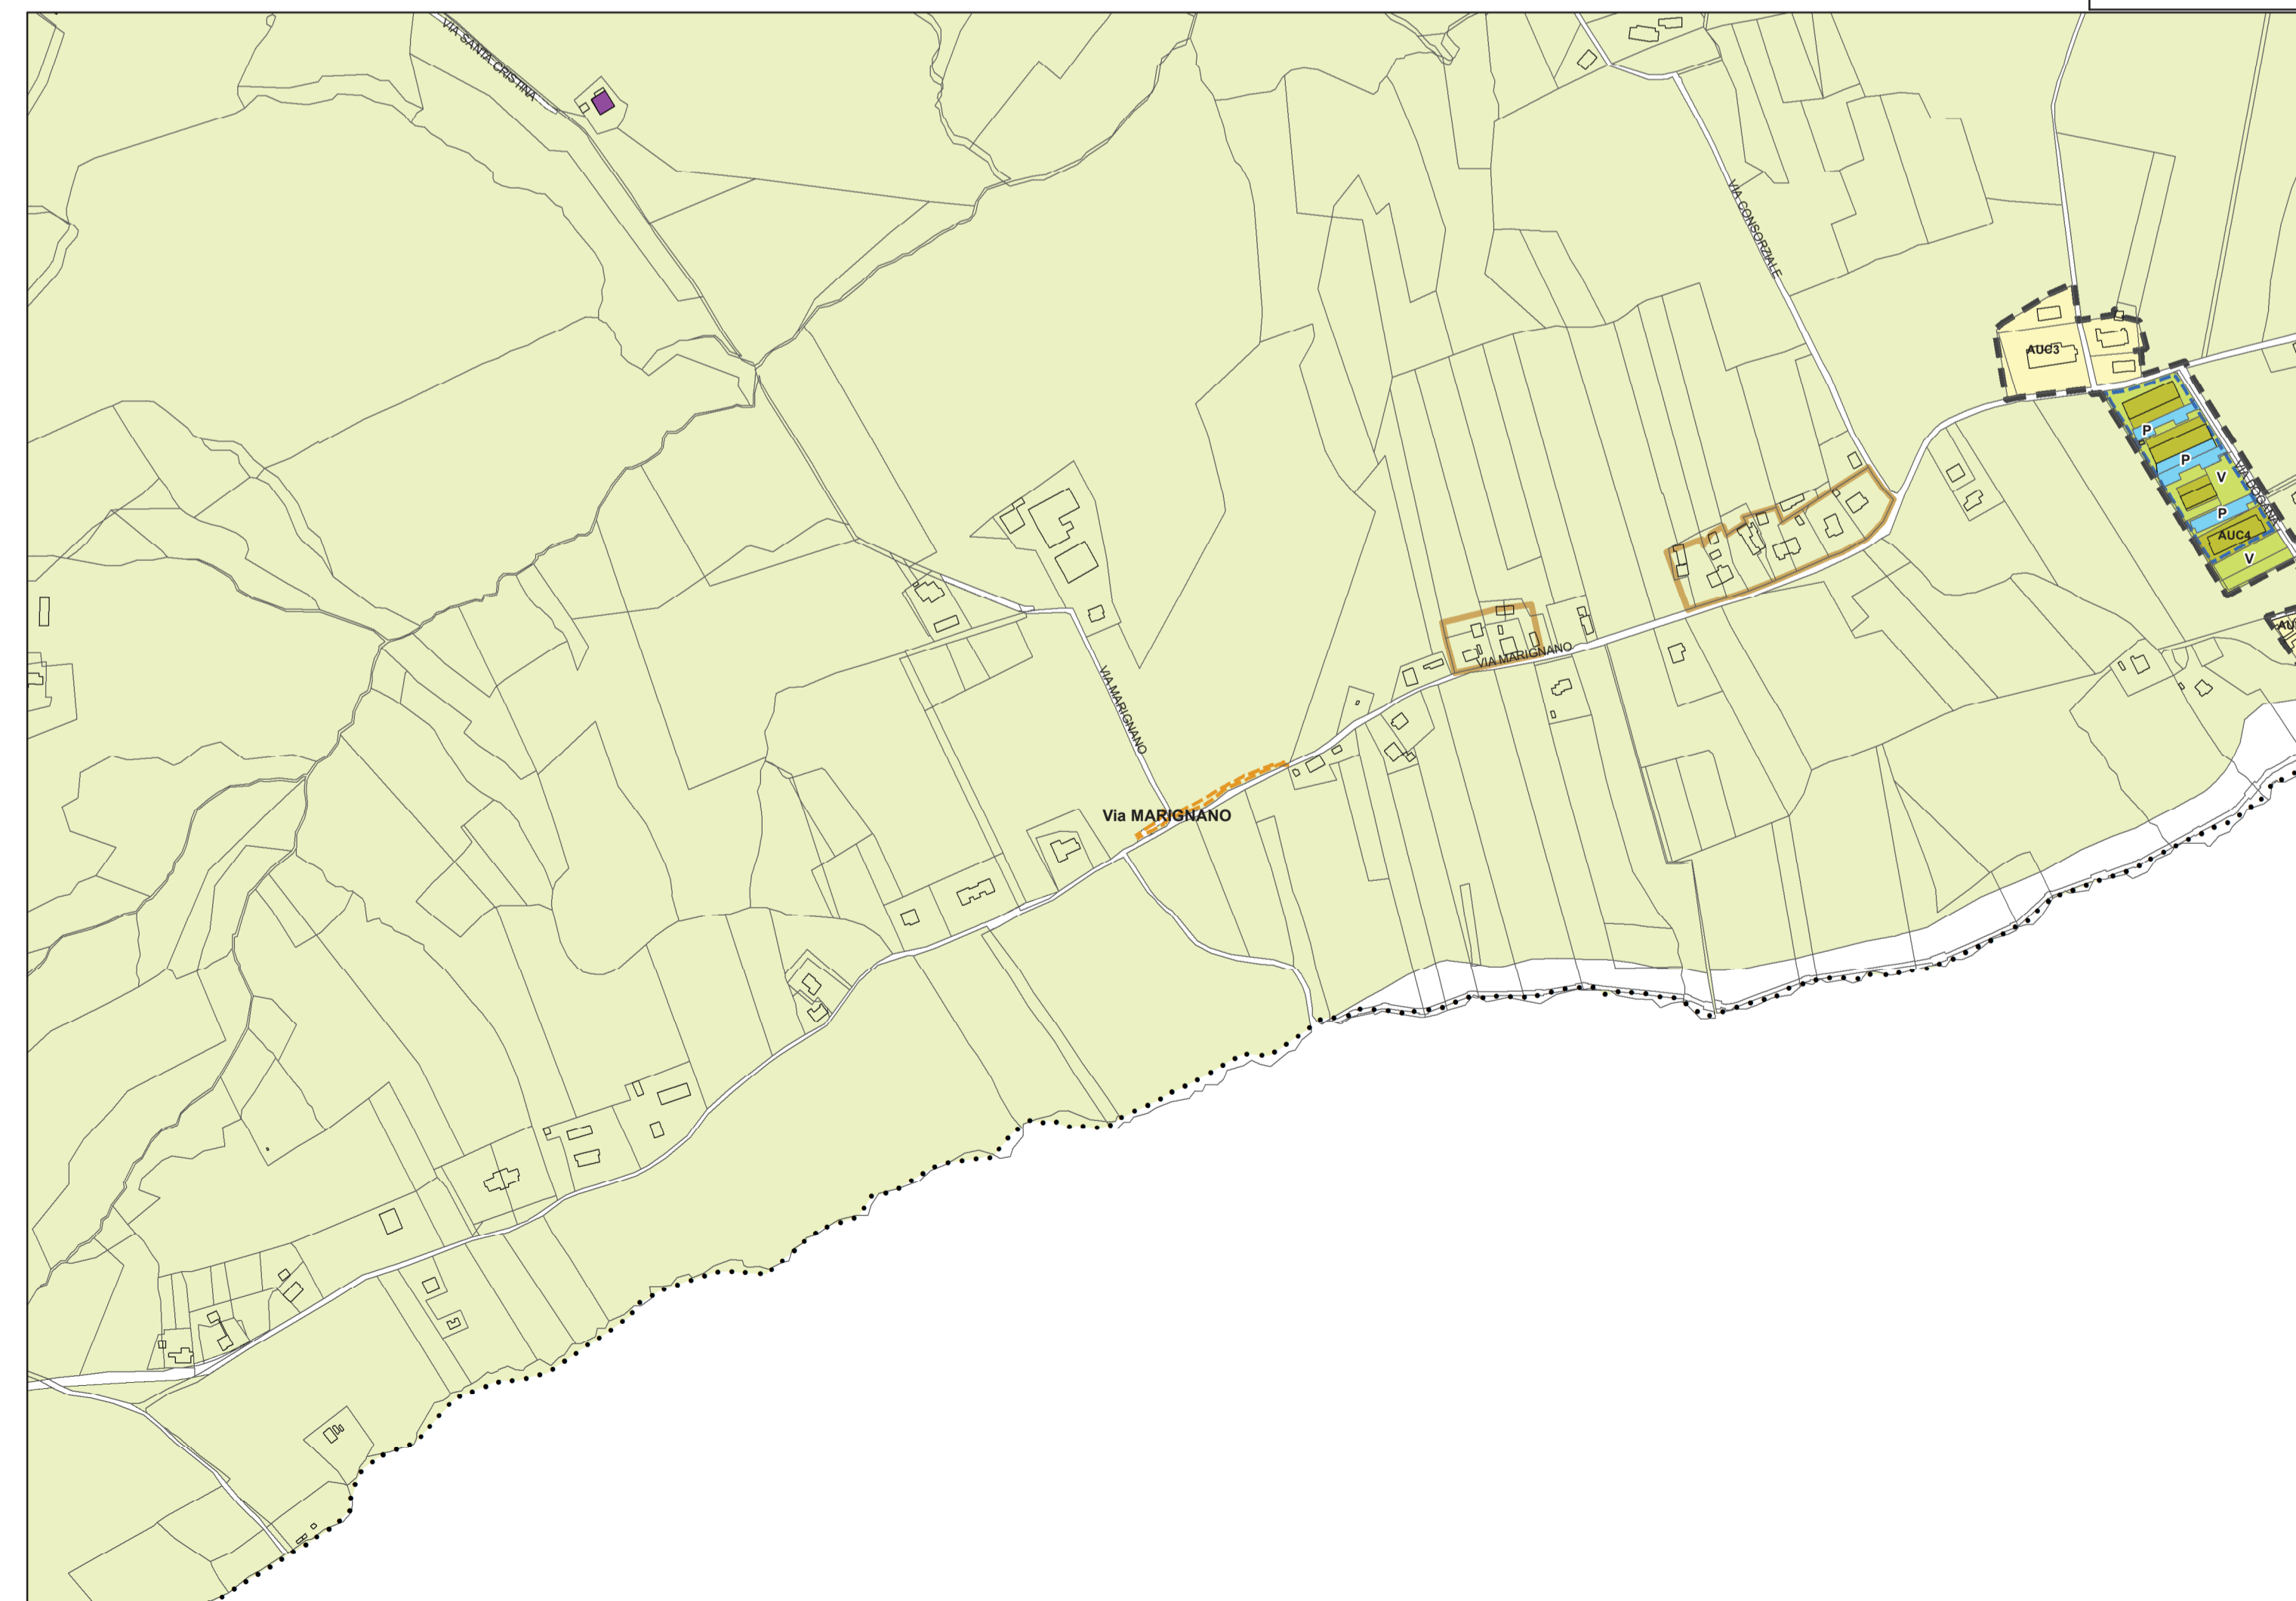 VIA SANTA CRISTINA
VIA CONSORZIALE
AUC3
P
P
V
P
AUC4
V
VIA MARIGNANO
VIA MARIGNANO
Via MARIGNANO